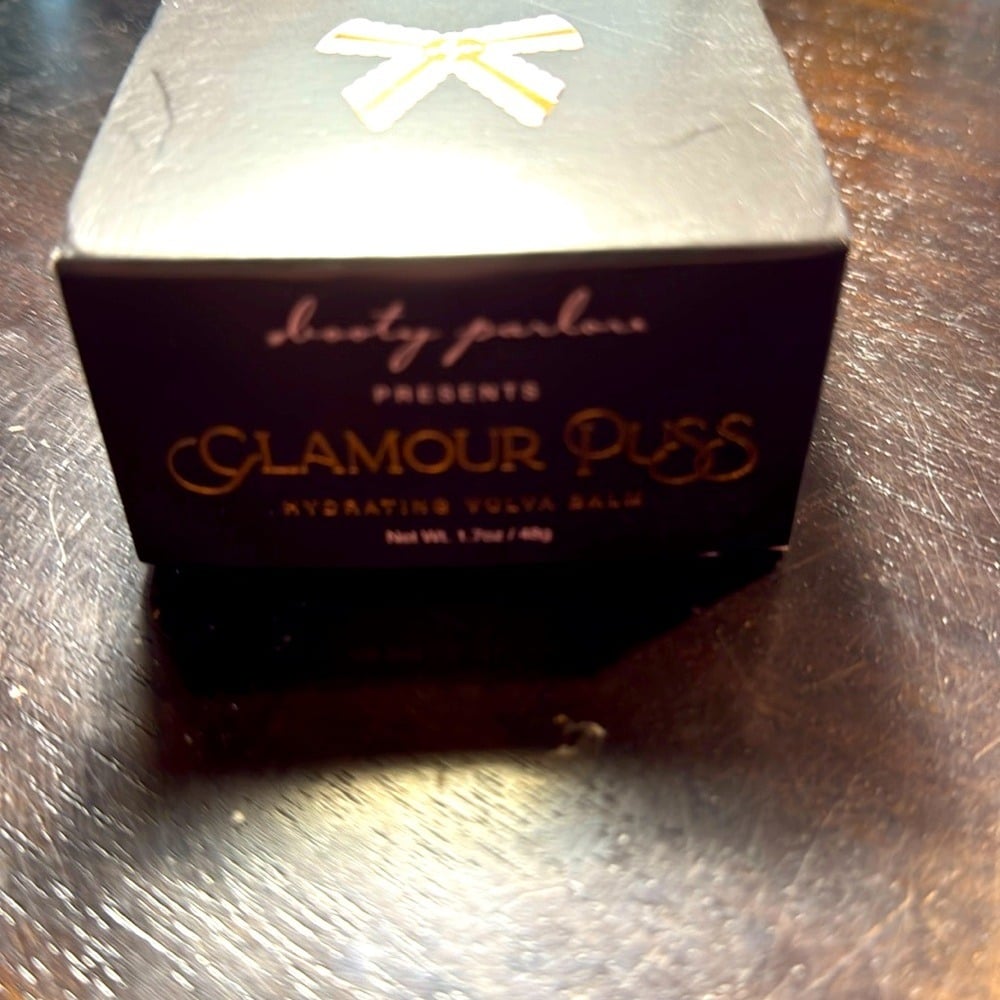 booty parlor
PRESENTS
GLAMOUR PUSS
HYDRATING VULVA BALM
Net Wt. 1.7oz / 48g